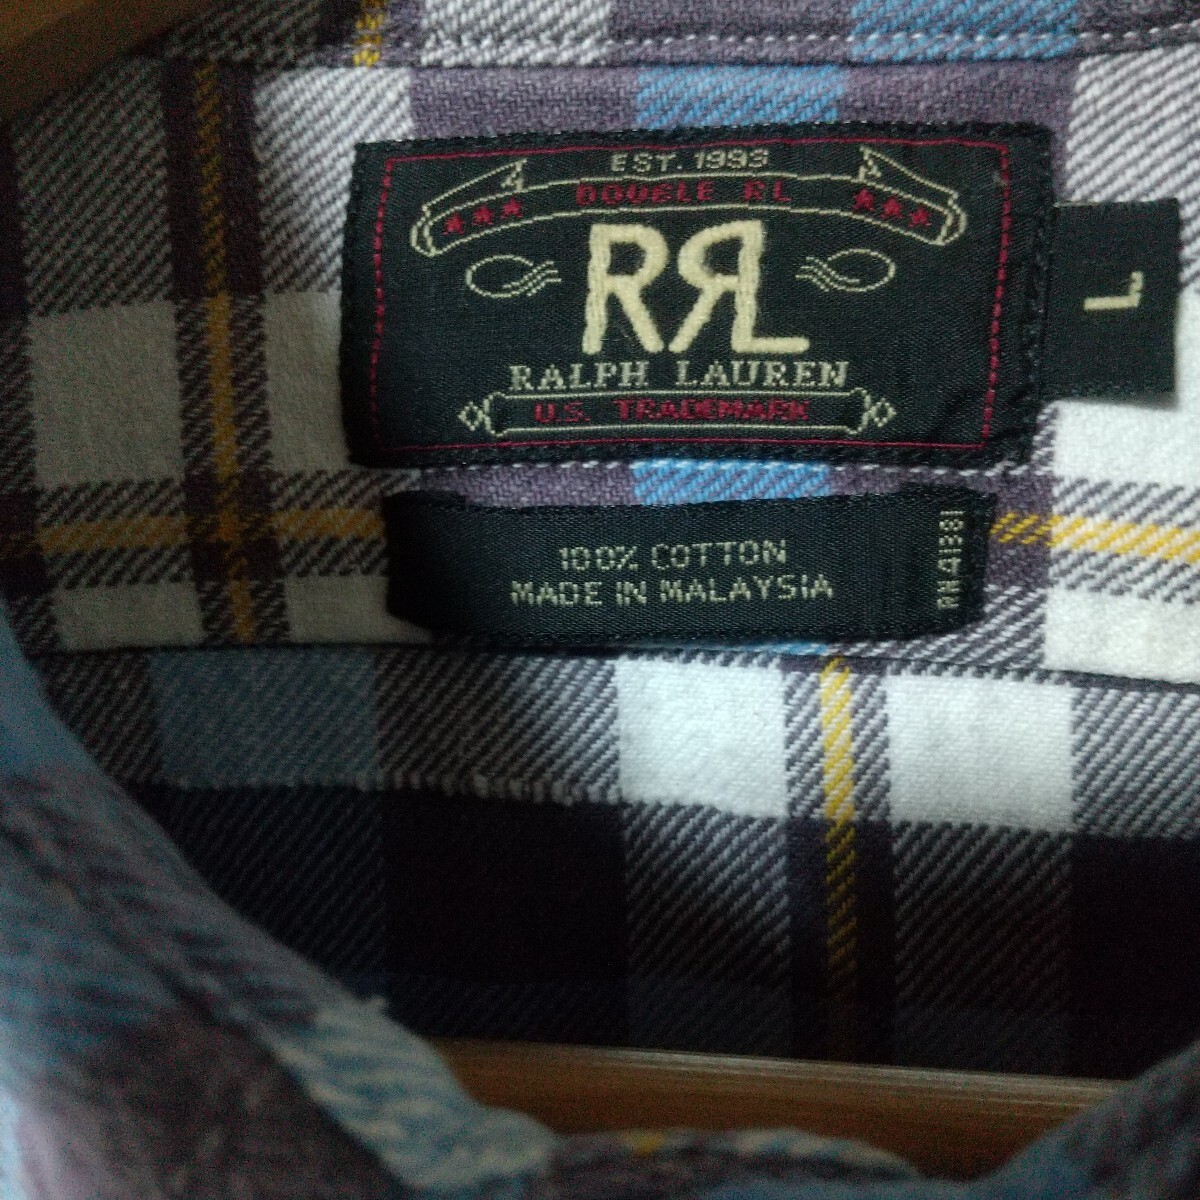 EST. 1993
DOUBLE RL
RRL
RALPH LAUREN
U.S. TRADEMARK
L
100% COTTON
MADE IN MALAYSIA
RN41381